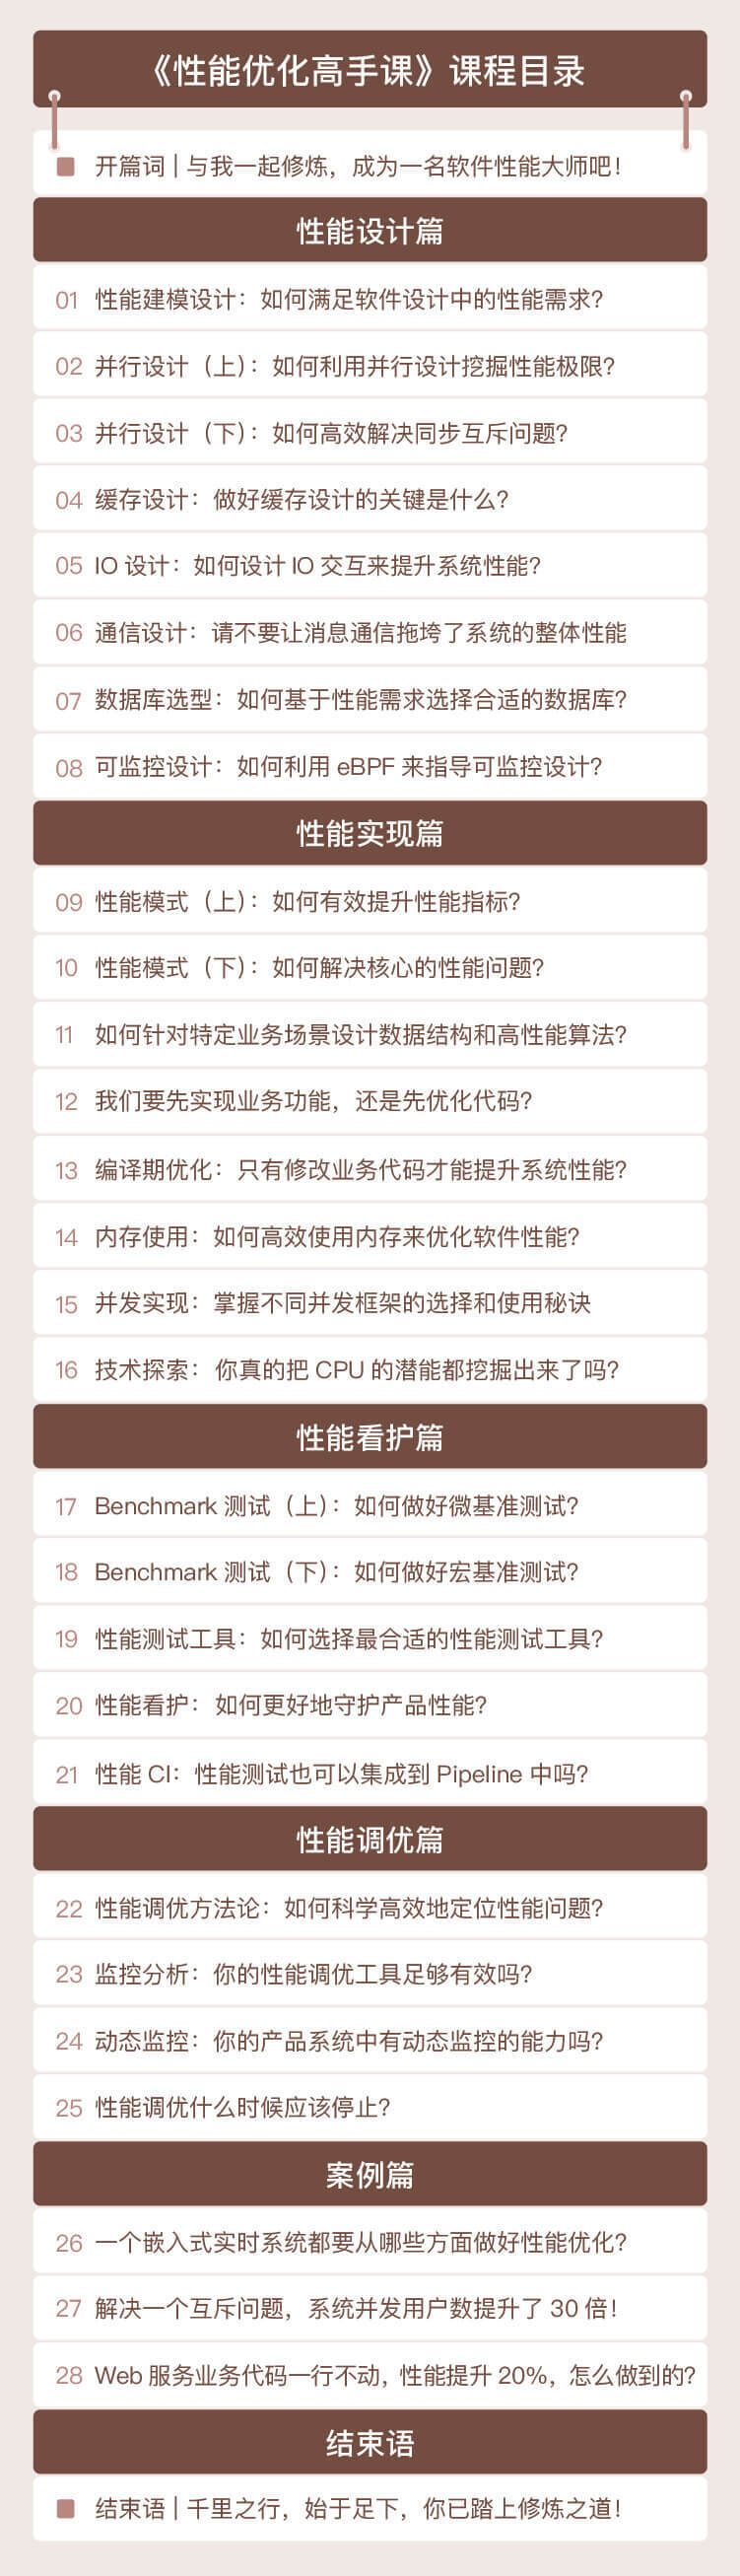 《性能优化高手课》课程目录
开篇词 | 与我一起修炼，成为一名软件性能大师吧！
性能设计篇
01 性能建模设计：如何满足软件设计中的性能需求？
02 并行设计（上）：如何利用并行设计挖掘性能极限？
03 并行设计（下）：如何高效解决同步互斥问题？
04 缓存设计：做好缓存设计的关键是什么？
05 IO 设计：如何设计 IO 交互来提升系统性能？
06 通信设计：请不要让消息通信拖垮了系统的整体性能
07 数据库选型：如何基于性能需求选择合适的数据库？
08 可监控设计：如何利用 eBPF 来指导可监控设计？
性能实现篇
09 性能模式（上）：如何有效提升性能指标？
10 性能模式（下）：如何解决核心的性能问题？
11 如何针对特定业务场景设计数据结构和高性能算法？
12 我们要先实现业务功能，还是先优化代码？
13 编译期优化：只有修改业务代码才能提升系统性能？
14 内存使用：如何高效使用内存来优化软件性能？
15 并发实现：掌握不同并发框架的选择和使用秘诀
16 技术探索：你真的把 CPU 的潜能都挖掘出来了吗？
性能看护篇
17 Benchmark 测试（上）：如何做好微基准测试？
18 Benchmark 测试（下）：如何做好宏基准测试？
19 性能测试工具：如何选择最合适的性能测试工具？
20 性能看护：如何更好地守护产品性能？
21 性能 CI：性能测试也可以集成到 Pipeline 中吗？
性能调优篇
22 性能调优方法论：如何科学高效地定位性能问题？
23 监控分析：你的性能调优工具足够有效吗？
24 动态监控：你的产品系统中有动态监控的能力吗？
25 性能调优什么时候应该停止？
案例篇
26 一个嵌入式实时系统都要从哪些方面做好性能优化？
27 解决一个互斥问题，系统并发用户数提升了 30 倍！
28 Web 服务业务代码一行不动，性能提升 20%，怎么做到的？
结束语
结束语 | 千里之行，始于足下，你已踏上修炼之道！